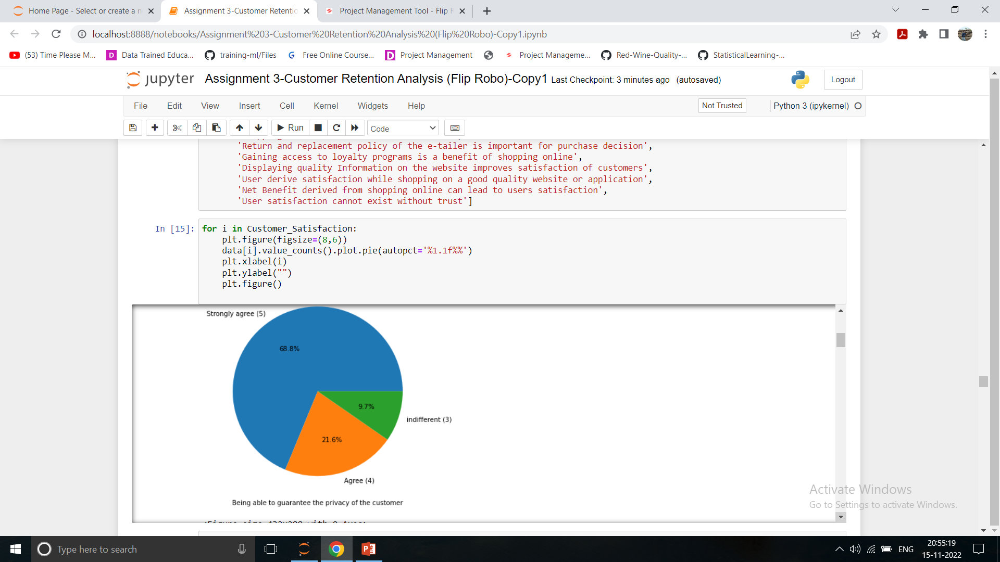 Home Page - Select or create a n
Assignment 3-Customer Retentic
Project Management Tool - Flip R
localhost:8888/notebooks/Assignment%203-Customer%20Retention%20Analysis%20(Flip%20Robo)-Copy1.ipynb
(53) Time Please M...
Data Trained Educa...
training-ml/Files
Free Online Course...
Project Management
Project Manageme...
Red-Wine-Quality-...
StatisticalLearning-...
jupyter Assignment 3-Customer Retention Analysis (Flip Robo)-Copy1 Last Checkpoint: 3 minutes ago (autosaved)
Logout
File Edit View Insert Cell Kernel Widgets Help
Not Trusted
Python 3 (ipykernel)
Run
Code
'Return and replacement policy of the e-tailer is important for purchase decision',
'Gaining access to loyalty programs is a benefit of shopping online',
'Displaying quality Information on the website improves satisfaction of customers',
'User derive satisfaction while shopping on a good quality website or application',
'Net Benefit derived from shopping online can lead to users satisfaction',
'User satisfaction cannot exist without trust']
In [15]: for i in Customer_Satisfaction:
plt.figure(figsize=(8,6))
data[i].value_counts().plot.pie(autopct='%1.1f%%')
plt.xlabel(i)
plt.ylabel("")
plt.figure()
Strongly agree (5)
68.8%
9.7%
indifferent (3)
21.6%
Agree (4)
Being able to guarantee the privacy of the customer
Activate Windows
Go to Settings to activate Windows.
Type here to search
ENG
20:55:19
15-11-2022